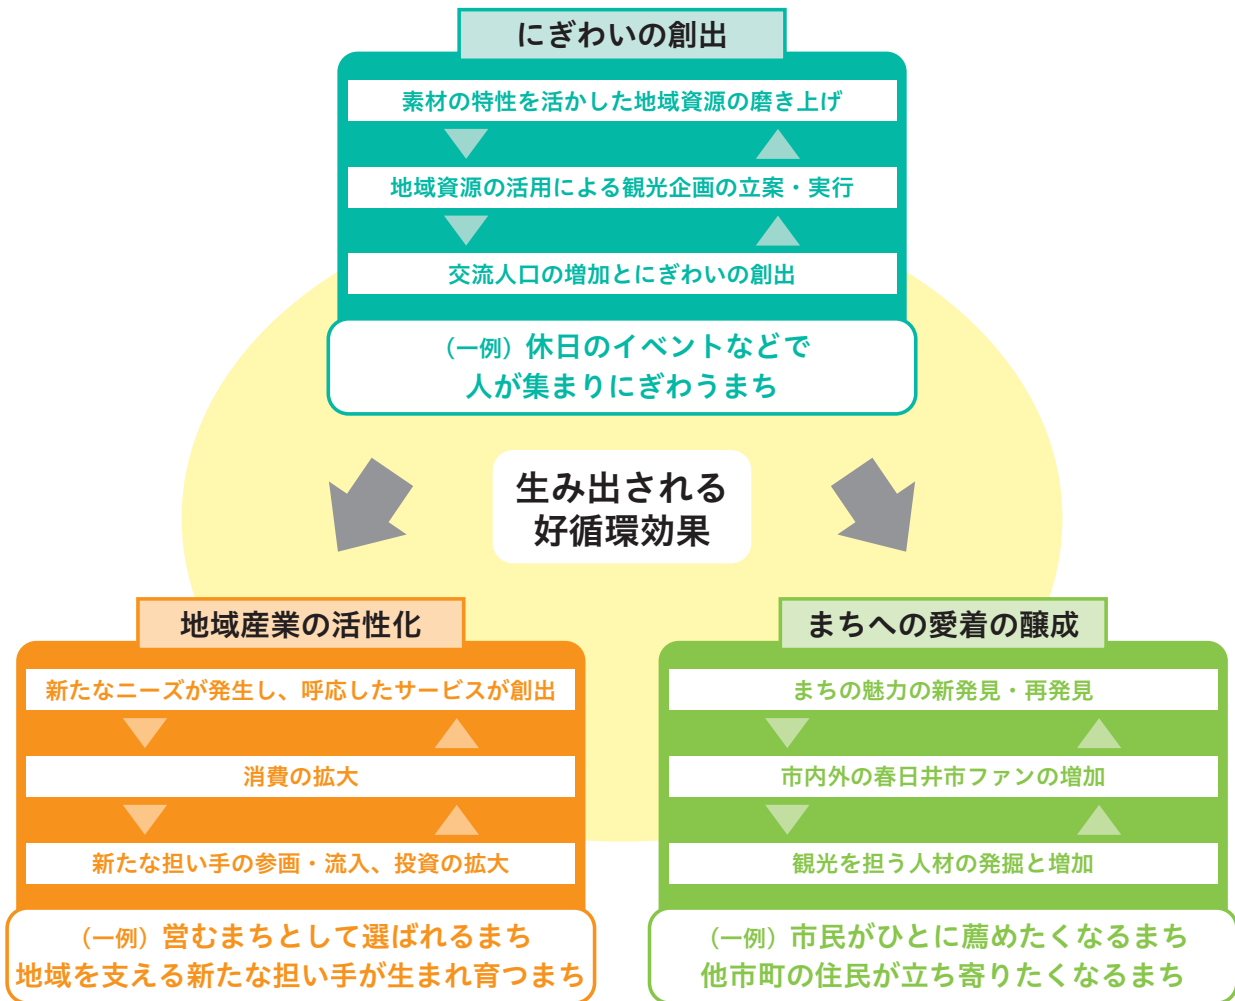 にぎわいの創出
素材の特性を活かした地域資源の磨き上げ
地域資源の活用による観光企画の立案・実行
交流人口の増加とにぎわいの創出
（一例）休日のイベントなどで
人が集まりにぎわうまち
生み出される
好循環効果
地域産業の活性化
新たなニーズが発生し、呼応したサービスが創出
消費の拡大
新たな担い手の参画・流入、投資の拡大
（一例）営むまちとして選ばれるまち
地域を支える新たな担い手が生まれ育つまち
まちへの愛着の醸成
まちの魅力の新発見・再発見
市内外の春日井市ファンの増加
観光を担う人材の発掘と増加
（一例）市民がひとに薦めたくなるまち
他市町の住民が立ち寄りたくなるまち